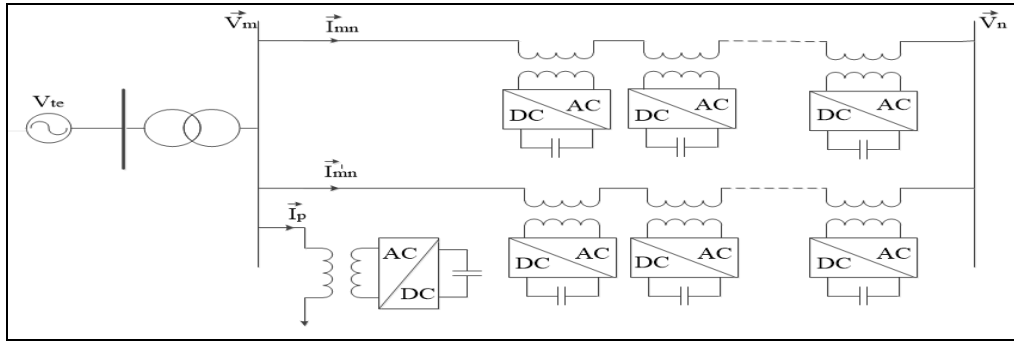 V⃗m I⃗mn V⃗n
Vte
DC AC DC AC DC AC
I⃗'mn
I⃗p
AC DC
DC AC DC AC DC AC